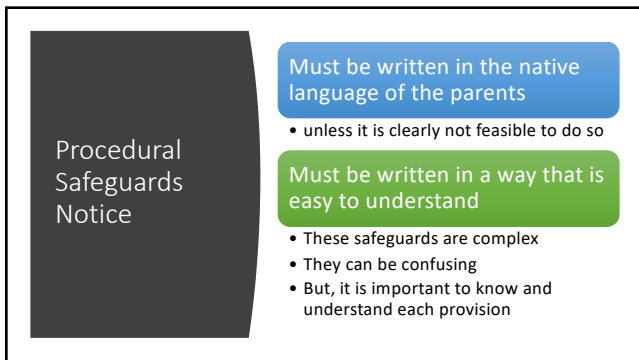 Procedural
Safeguards
Notice
Must be written in the native
language of the parents
• unless it is clearly not feasible to do so
Must be written in a way that is
easy to understand
• These safeguards are complex
• They can be confusing
• But, it is important to know and
understand each provision